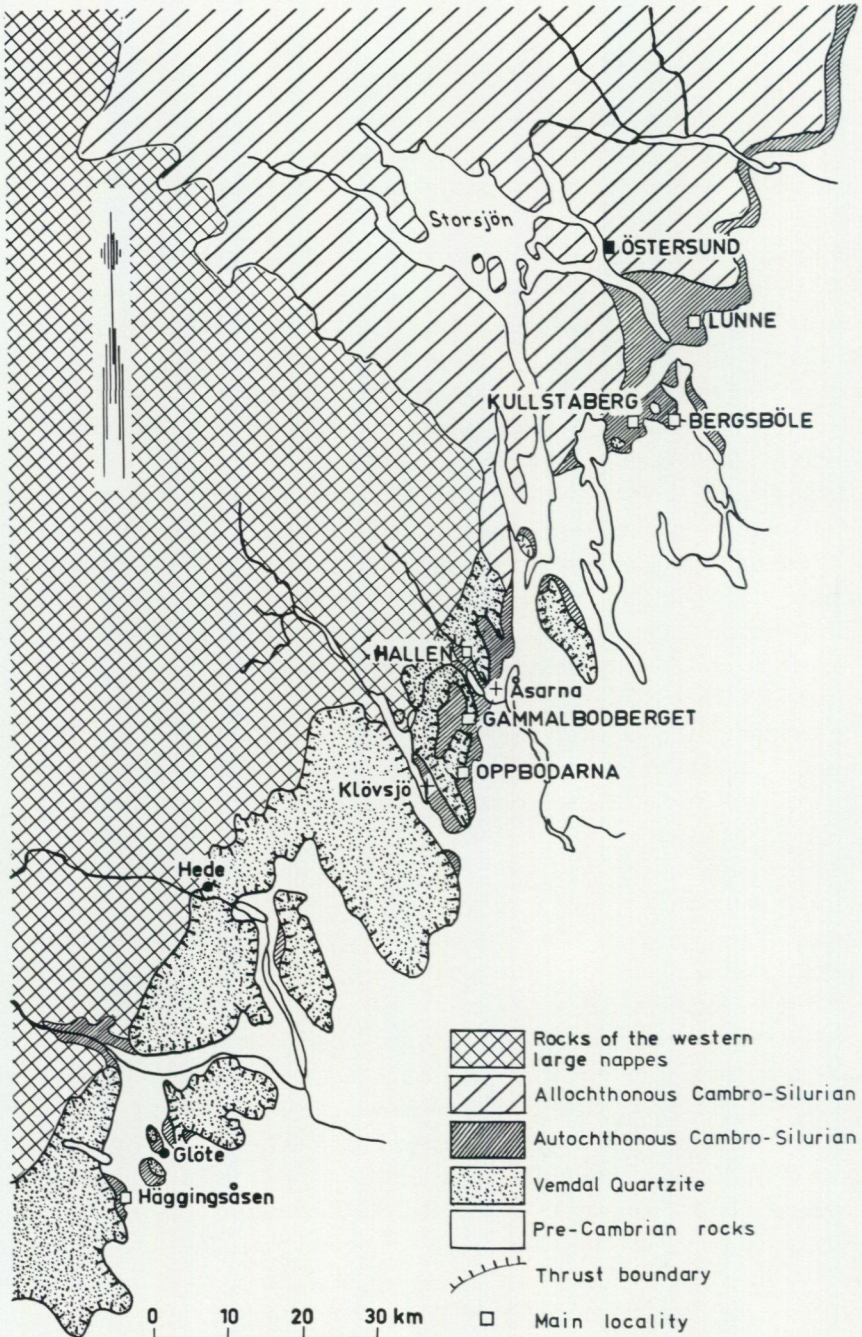 Storsjön
ÖSTERSUND
LUNNE
KULLSTABERG
BERGSBÖLE
HALLEN
Åsarna
GAMMALBODBERGET
OPPBODARNA
Klövsjö
Hede
Glöte
Häggingsåsen
0 10 20 30 km
Rocks of the western
large nappes
Allochthonous Cambro-Silurian
Autochthonous Cambro-Silurian
Vemdal Quartzite
Pre-Cambrian rocks
Thrust boundary
Main locality